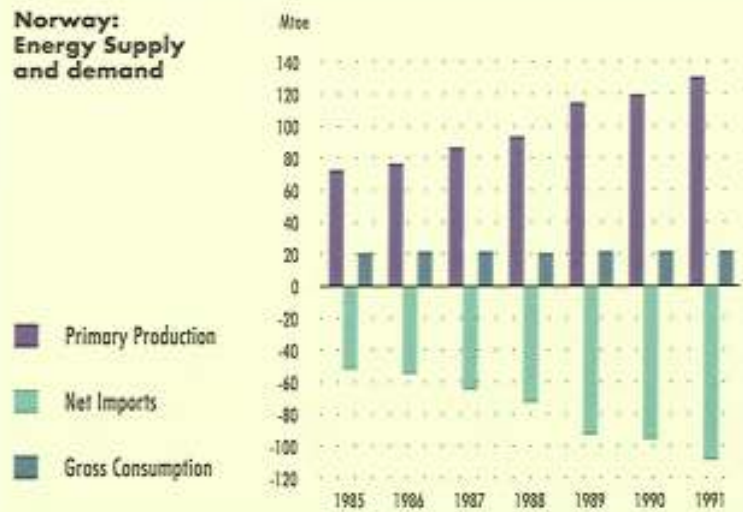 Norway:
Energy Supply
and demand
Mtoe
140
120
100
80
60
40
20
0
-20
-40
-60
-80
-100
-120
1985 1986 1987 1988 1989 1990 1991
Primary Production
Net Imports
Gross Consumption